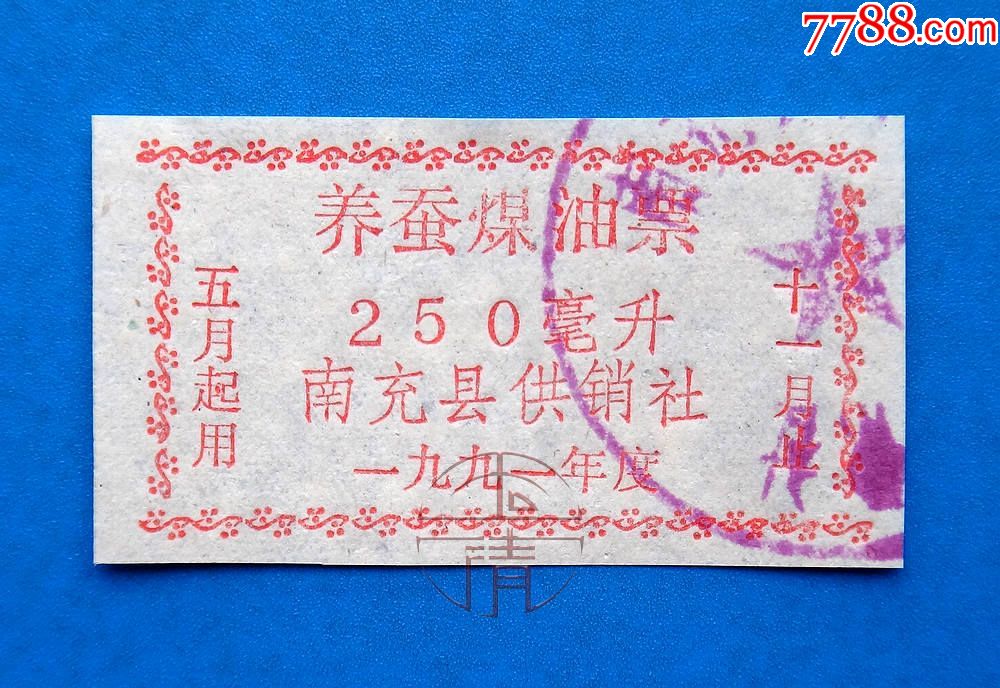 7788.com
养蚕煤油票
五月起用
250毫升
南充县供销社
一九九一年度
十一月止